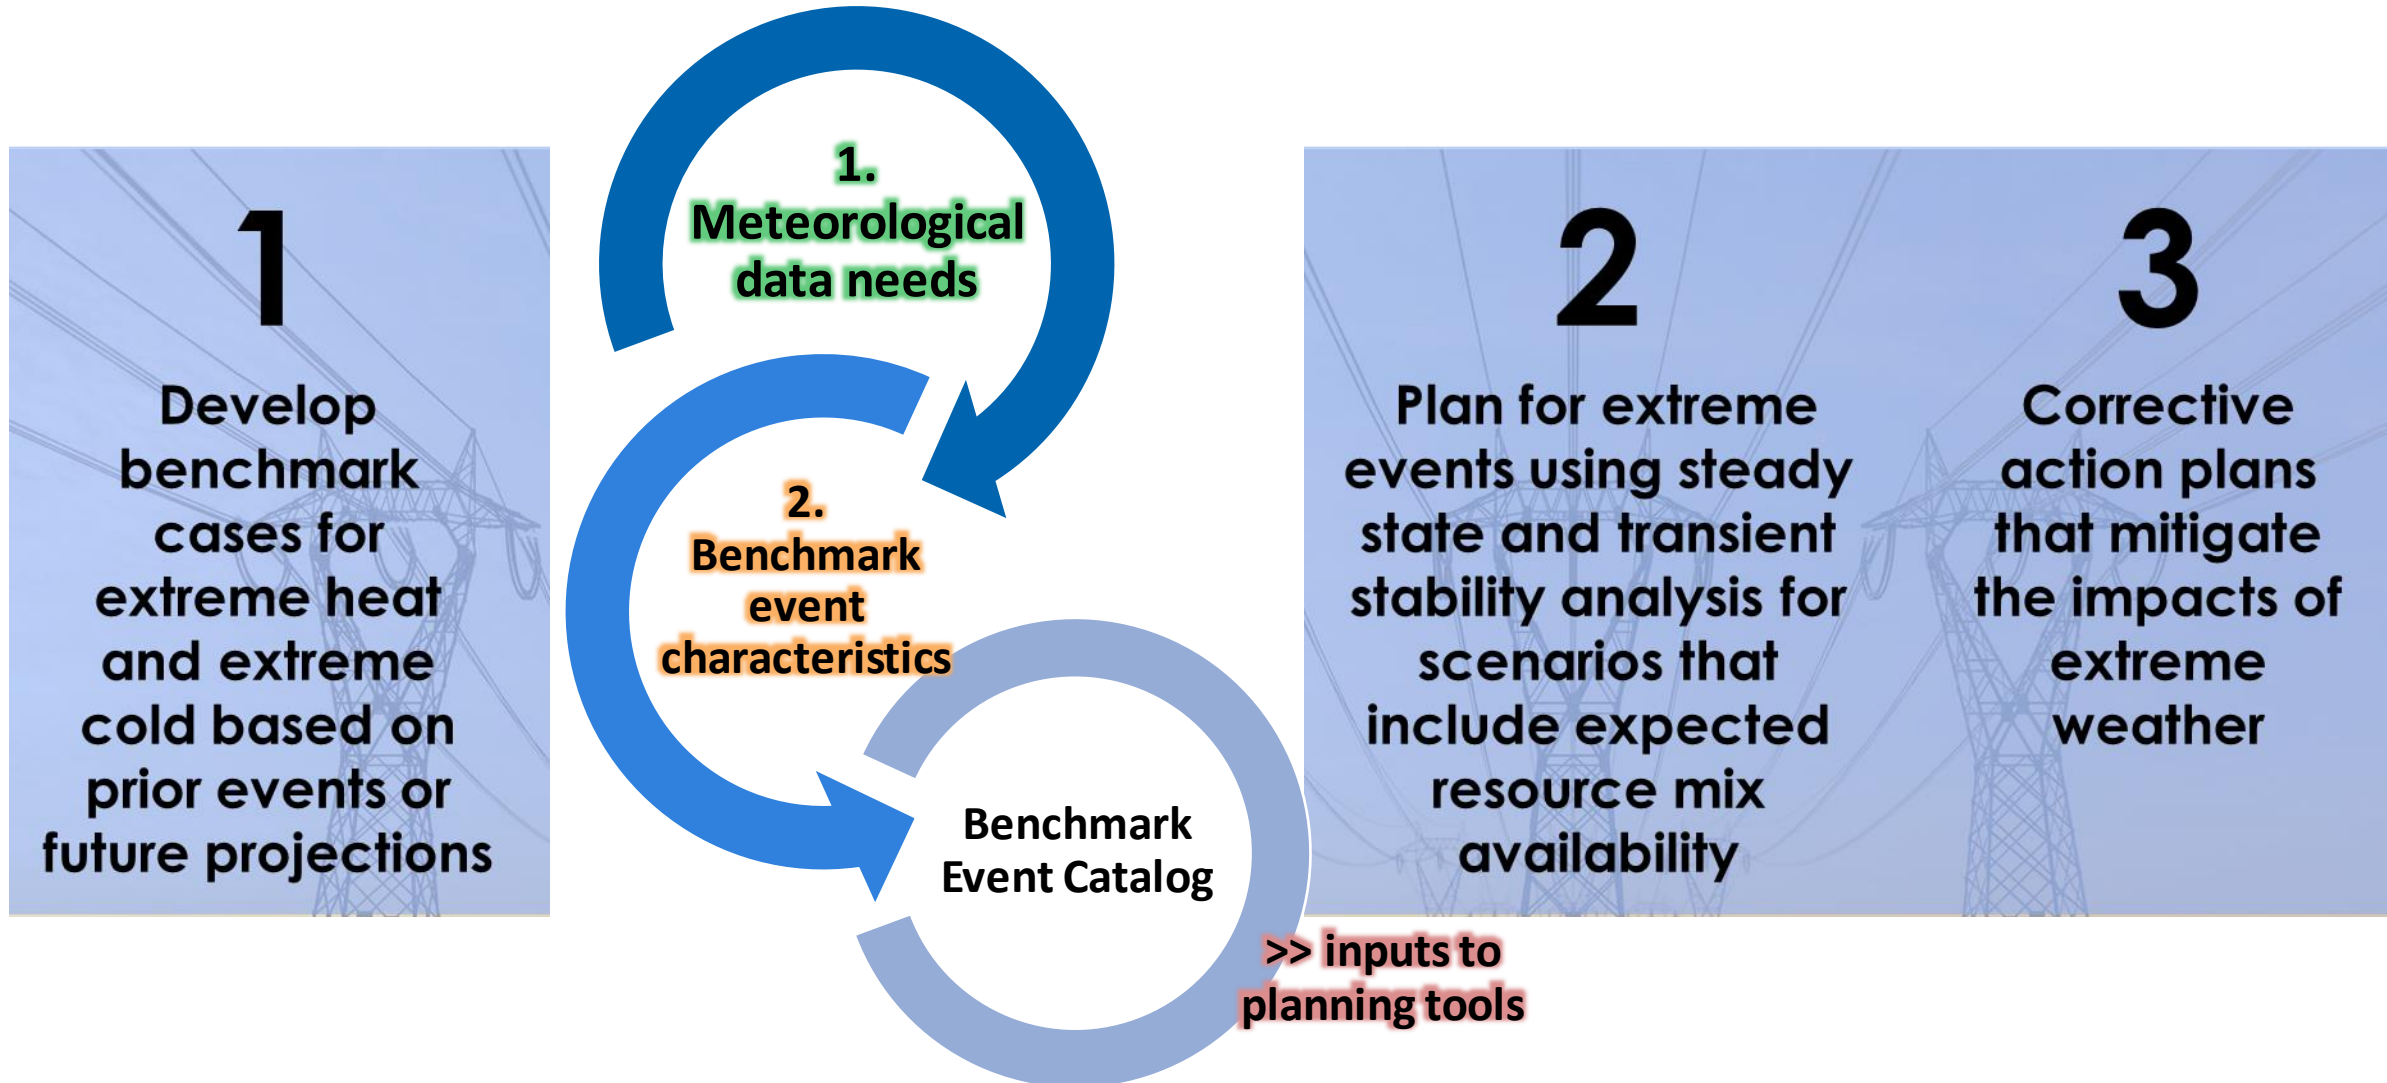 1
Develop
benchmark
cases for
extreme heat
and extreme
cold based on
prior events or
future projections
1.
Meteorological
data needs
2.
Benchmark
event
characteristics
Benchmark
Event Catalog
>> inputs to
planning tools
2
Plan for extreme
events using steady
state and transient
stability analysis for
scenarios that
include expected
resource mix
availability
3
Corrective
action plans
that mitigate
the impacts of
extreme
weather